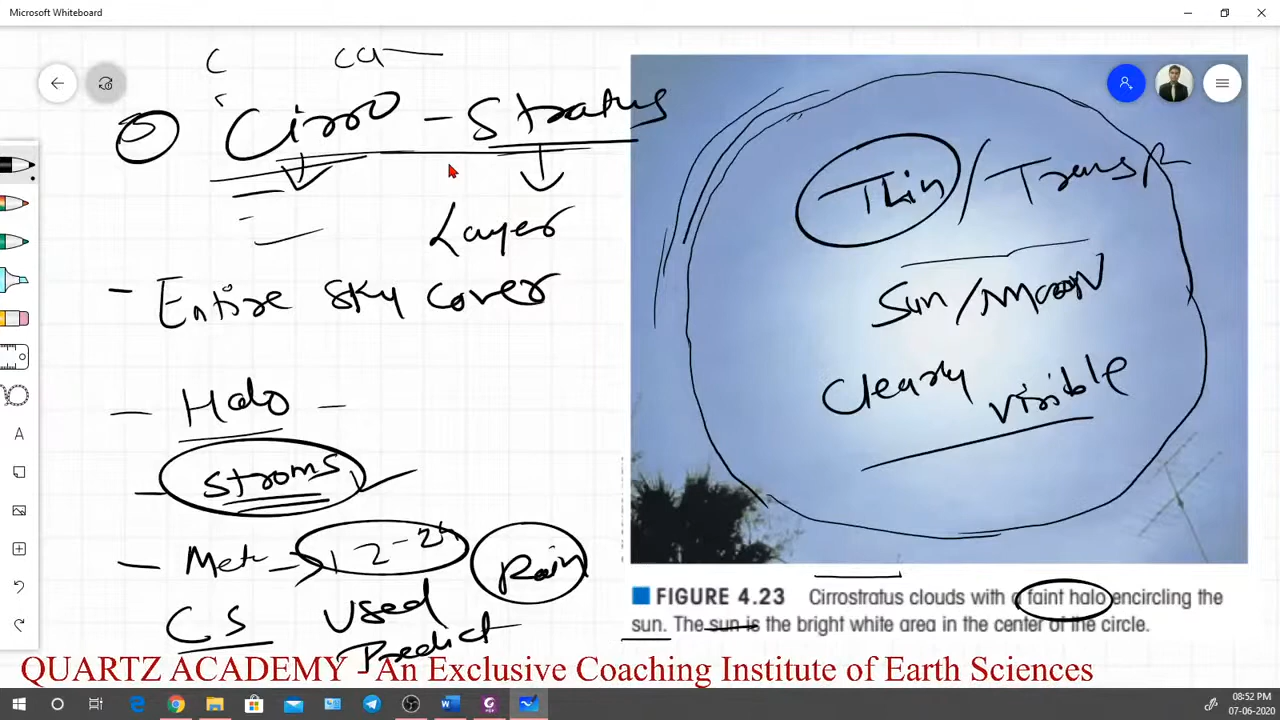 Microsoft Whiteboard
C ca
Cirro - Stratus
Layer
- Entire sky cover
- Halo -
- stroms
- Met → 12-24 Rain
CS Used
Predict
Thin / Transp
Sun/Moon
Clearly visible
FIGURE 4.23 Cirrostratus clouds with a faint halo encircling the
sun. The sun is the bright white area in the center of the circle.
QUARTZ ACADEMY - An Exclusive Coaching Institute of Earth Sciences
08:52 PM
07-06-2020